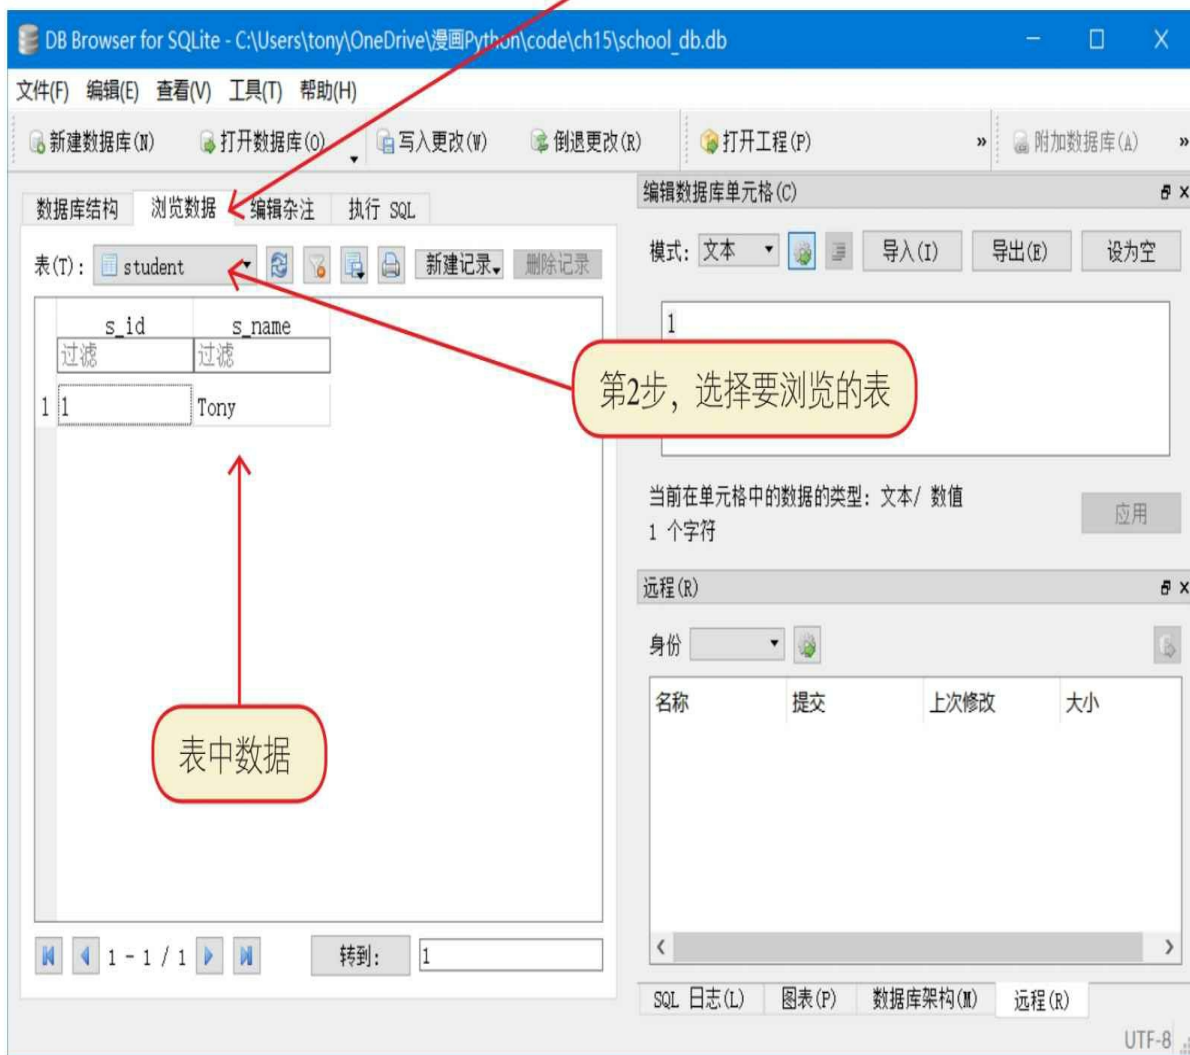 DB Browser for SQLite - C:\Users\tony\OneDrive\漫画Python\code\ch15\school_db.db
文件(F) 编辑(E) 查看(V) 工具(T) 帮助(H)
新建数据库(N) 打开数据库(O) 写入更改(W) 倒退更改(R) 打开工程(P) » 附加数据库(A) »
数据库结构 浏览数据 编辑杂注 执行 SQL
表(T): student 新建记录 删除记录
s_id s_name
过滤 过滤
1 1 Tony
表中数据
1 - 1 / 1 转到: 1
编辑数据库单元格(C)
模式: 文本 导入(I) 导出(E) 设为空
1
第2步，选择要浏览的表
当前在单元格中的数据的类型: 文本/ 数值
1 个字符
应用
远程(R)
身份
名称 提交 上次修改 大小
SQL 日志(L) 图表(P) 数据库架构(M) 远程(R)
UTF-8